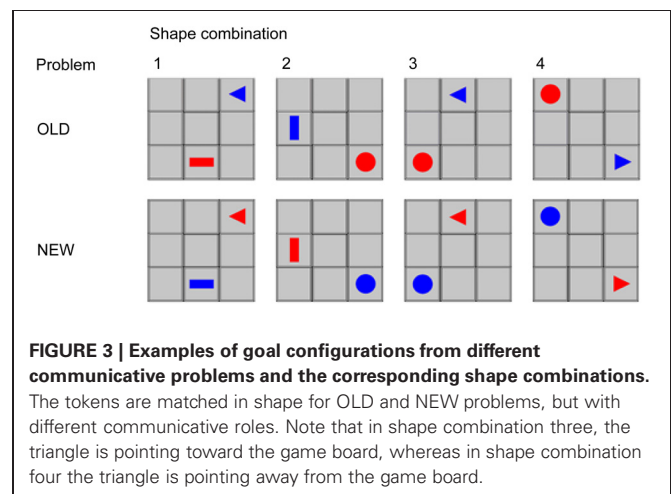 Shape combination
Problem 1 2 3 4
OLD
NEW
FIGURE 3 | Examples of goal configurations from different
communicative problems and the corresponding shape combinations.
The tokens are matched in shape for OLD and NEW problems, but with
different communicative roles. Note that in shape combination three, the
triangle is pointing toward the game board, whereas in shape combination
four the triangle is pointing away from the game board.